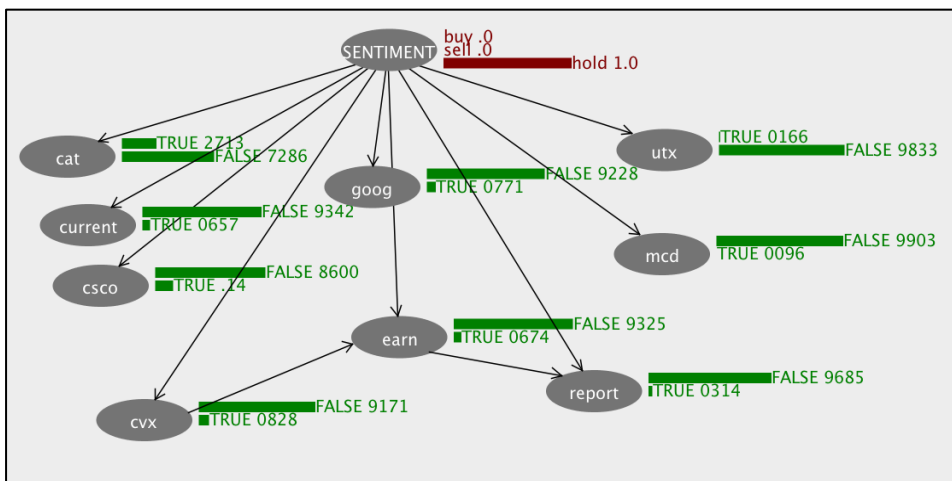 buy .0
SENTIMENT
sell .0
hold 1.0
TRUE 2713
cat
FALSE 7286
TRUE 0166
utx
FALSE 9833
FALSE 9228
goog
TRUE 0771
FALSE 9342
current
TRUE 0657
FALSE 9903
mcd
TRUE 0096
FALSE 8600
csco
TRUE .14
FALSE 9325
earn
TRUE 0674
FALSE 9685
report
TRUE 0314
FALSE 9171
cvx
TRUE 0828